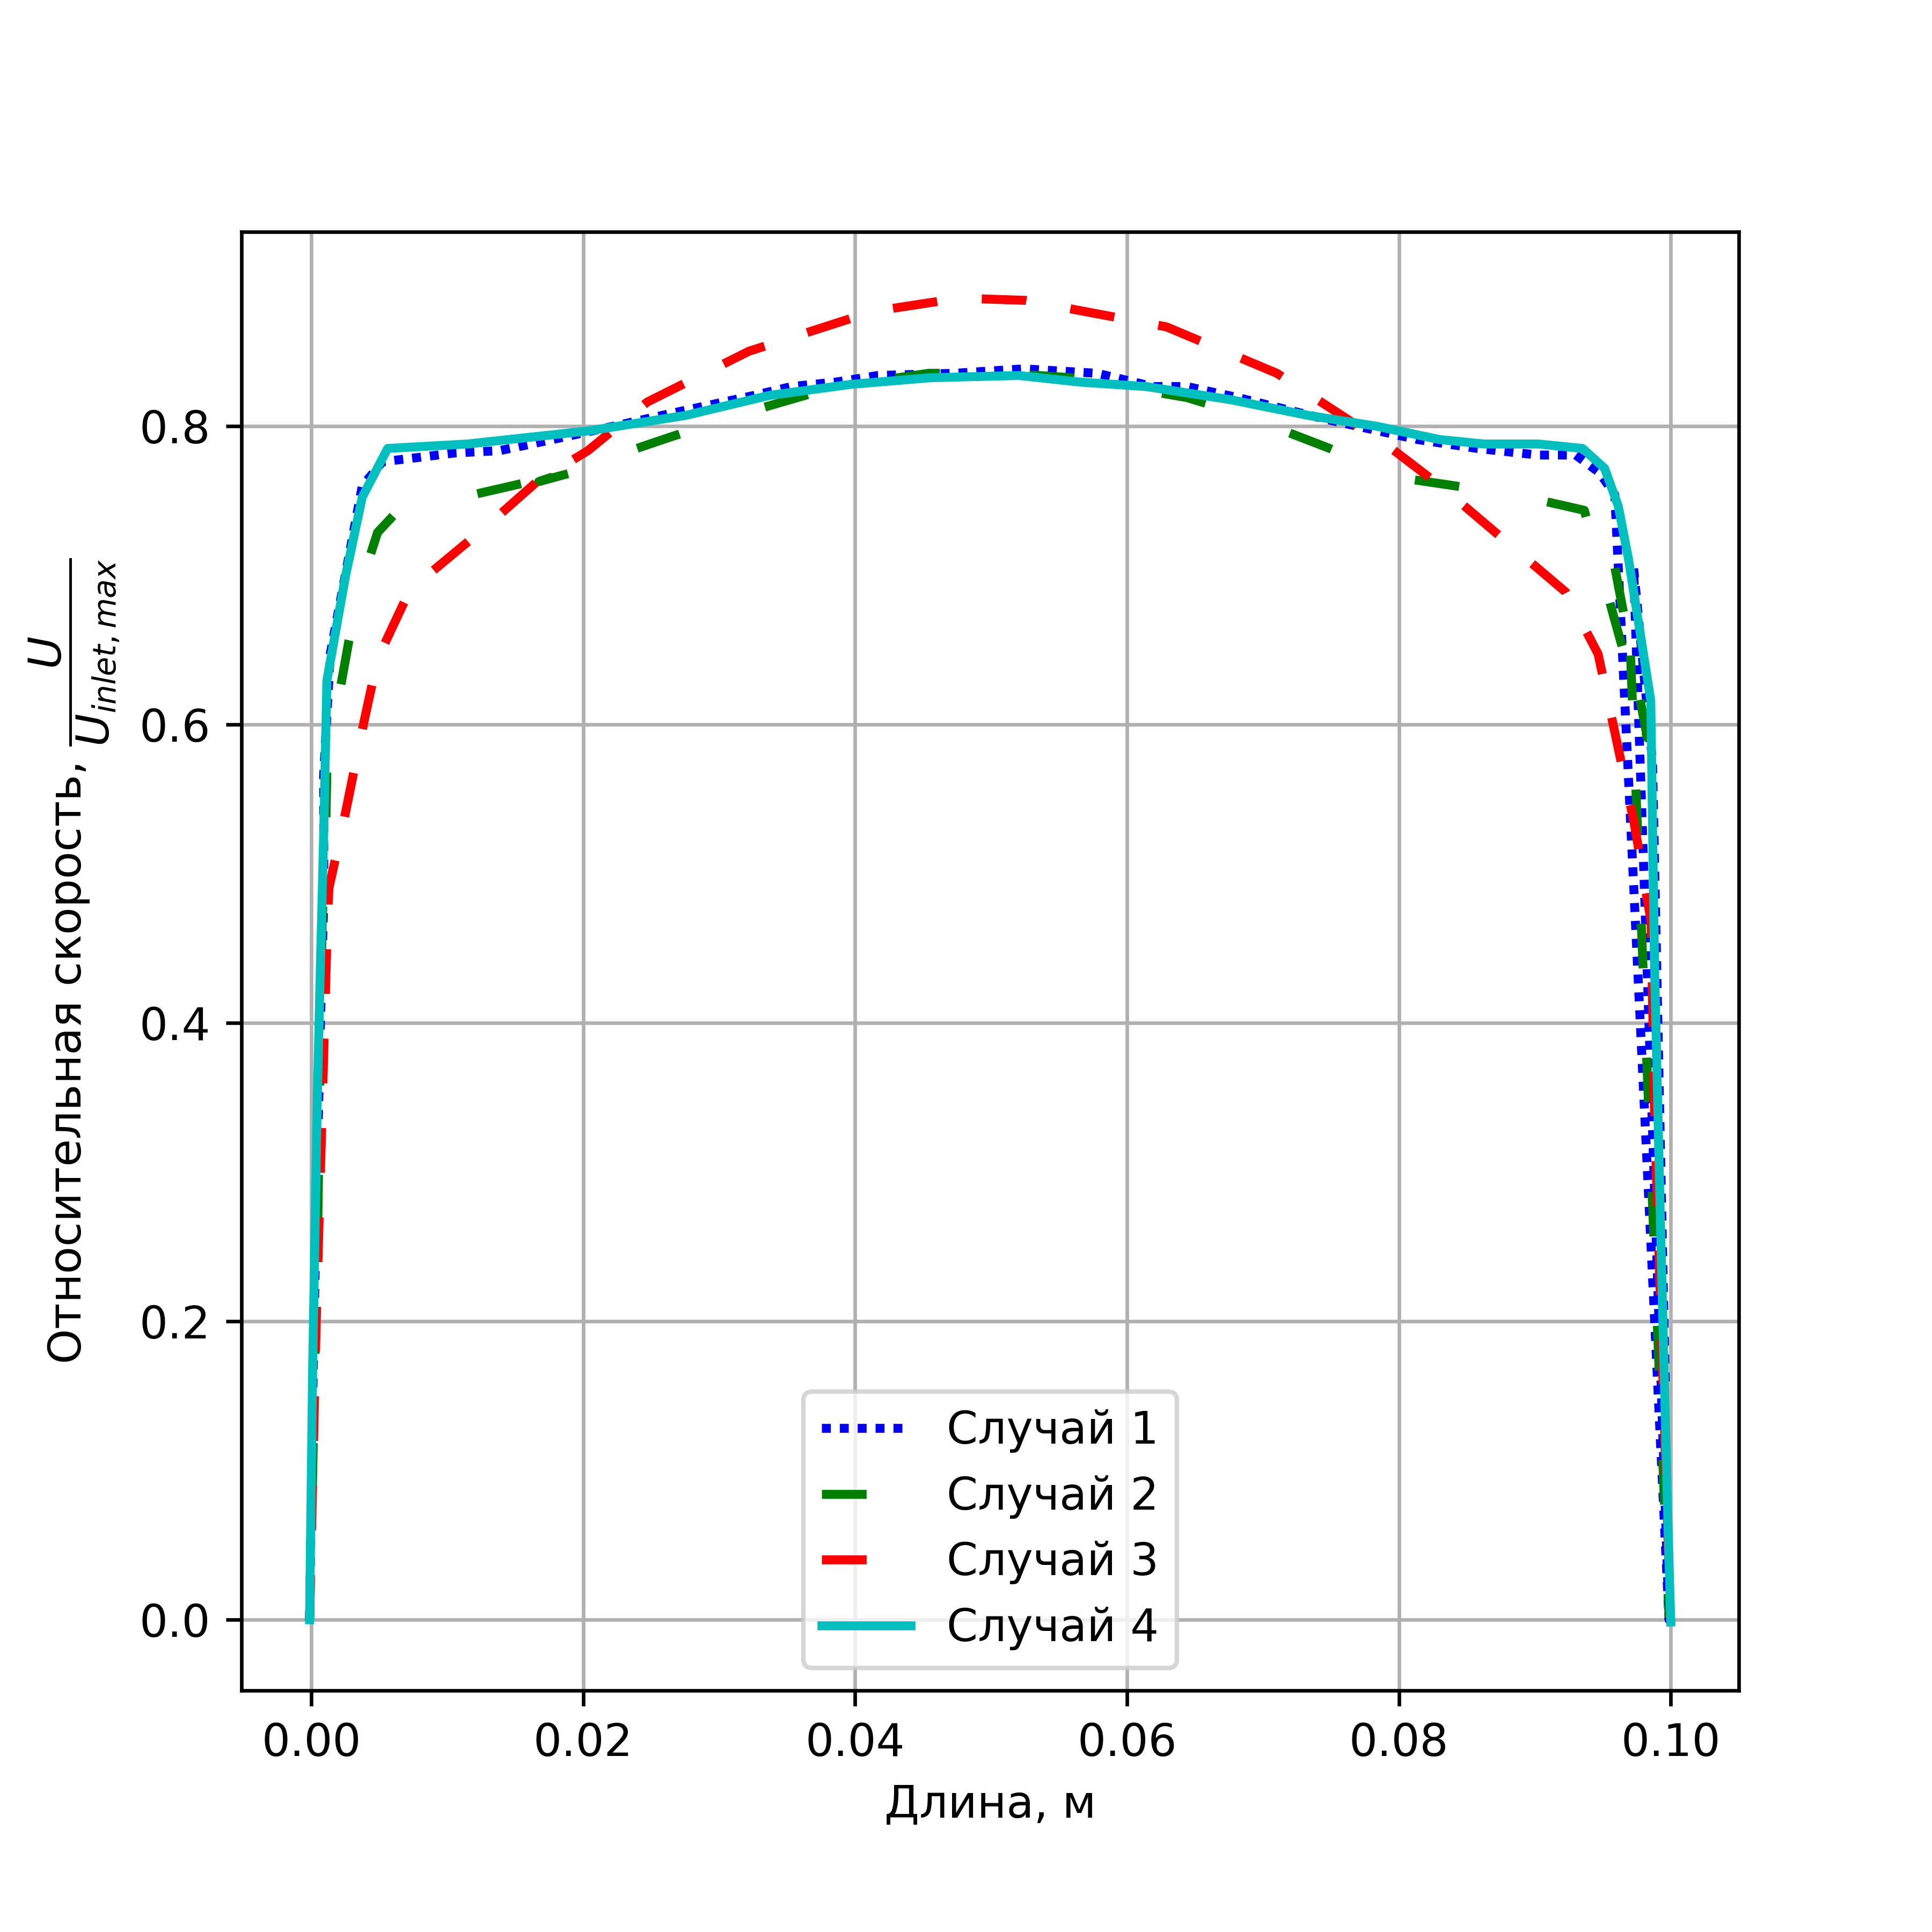 Относительная скорость, U / U_{inlet, max}
0.8
0.6
0.4
0.2
0.0
Случай 1
Случай 2
Случай 3
Случай 4
0.00 0.02 0.04 0.06 0.08 0.10
Длина, м